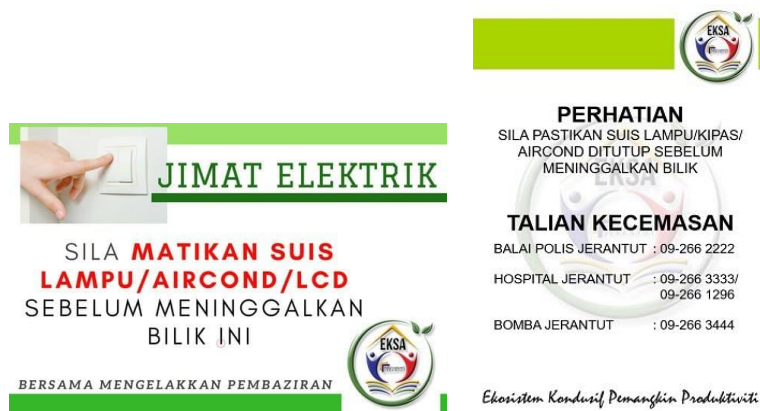 JIMAT ELEKTRIK
SILA MATIKAN SUIS
LAMPU/AIRCOND/LCD
SEBELUM MENINGGALKAN
BILIK INI
EKSA
BERSAMA MENGELAKKAN PEMBAZIRAN
EKSA
PERHATIAN
SILA PASTIKAN SUIS LAMPU/KIPAS/
AIRCOND DITUTUP SEBELUM
MENINGGALKAN BILIK
EKSA
TALIAN KECEMASAN
BALAI POLIS JERANTUT : 09-266 2222
HOSPITAL JERANTUT : 09-266 3333/
09-266 1296
BOMBA JERANTUT : 09-266 3444
Ekosistem Kondusif Pemangkin Produktiviti